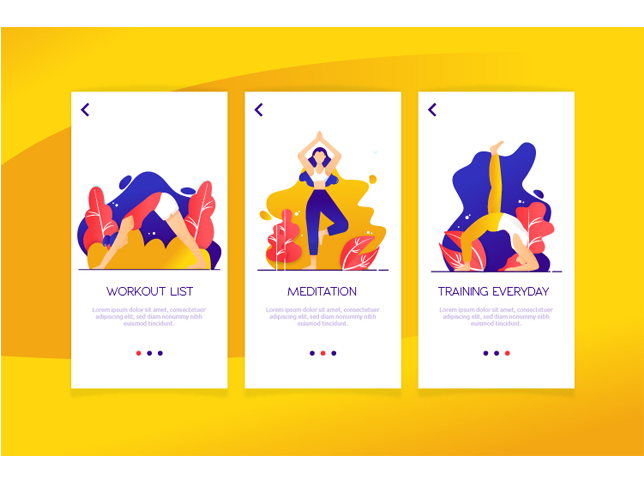 WORKOUT LIST
Lorem ipsum dolor sit amet, consectetuer
adipiscing elit, sed diam nonummy nibh
euismod tincidunt.
MEDITATION
Lorem ipsum dolor sit amet, consectetuer
adipiscing elit, sed diam nonummy nibh
euismod tincidunt.
TRAINING EVERYDAY
Lorem ipsum dolor sit amet, consectetuer
adipiscing elit, sed diam nonummy nibh
euismod tincidunt.